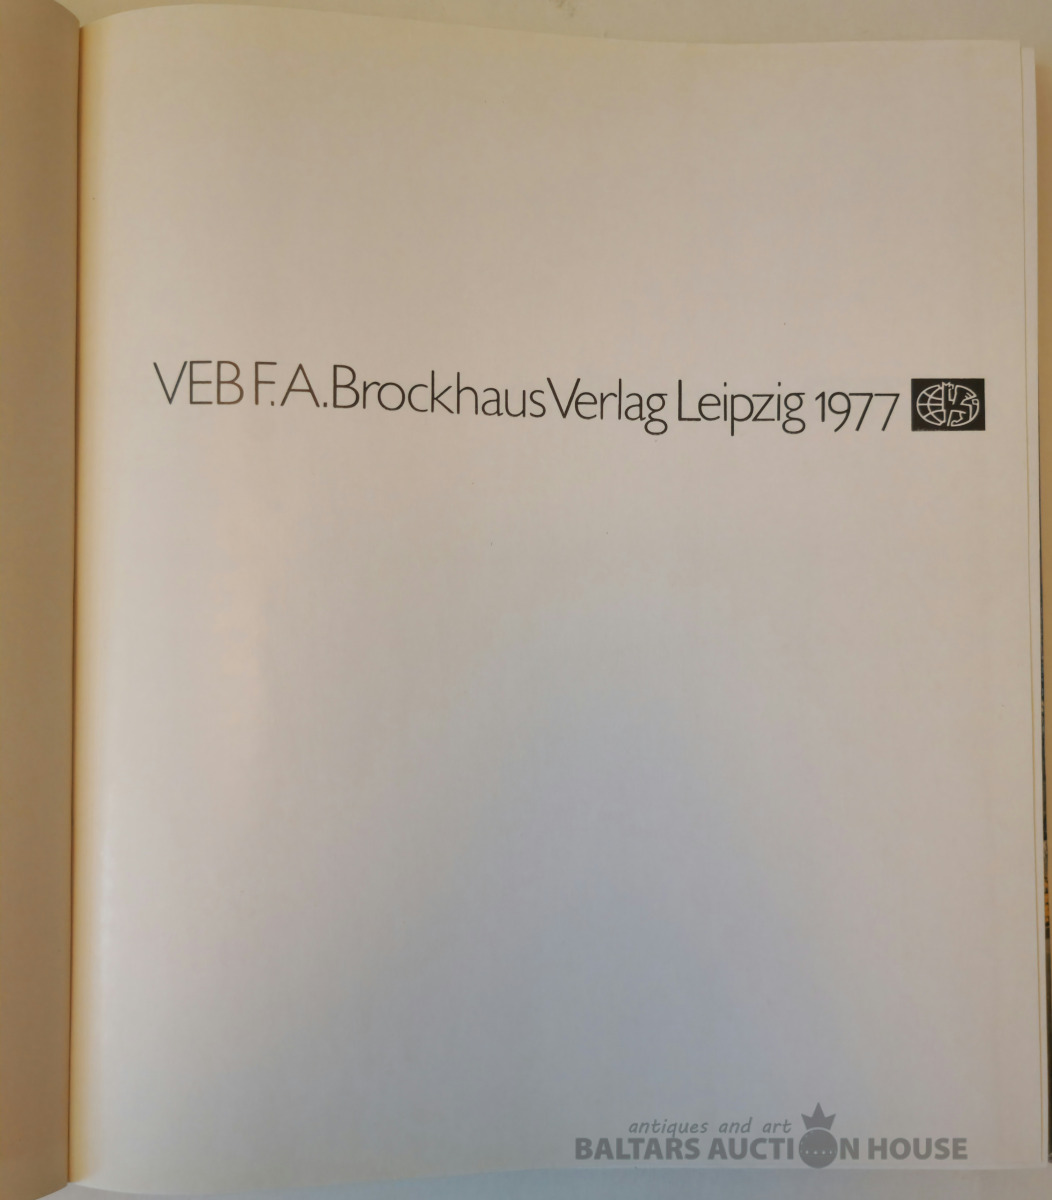 VEB F.A. Brockhaus Verlag Leipzig 1977
antiques and art
BALTARS AUCTION HOUSE